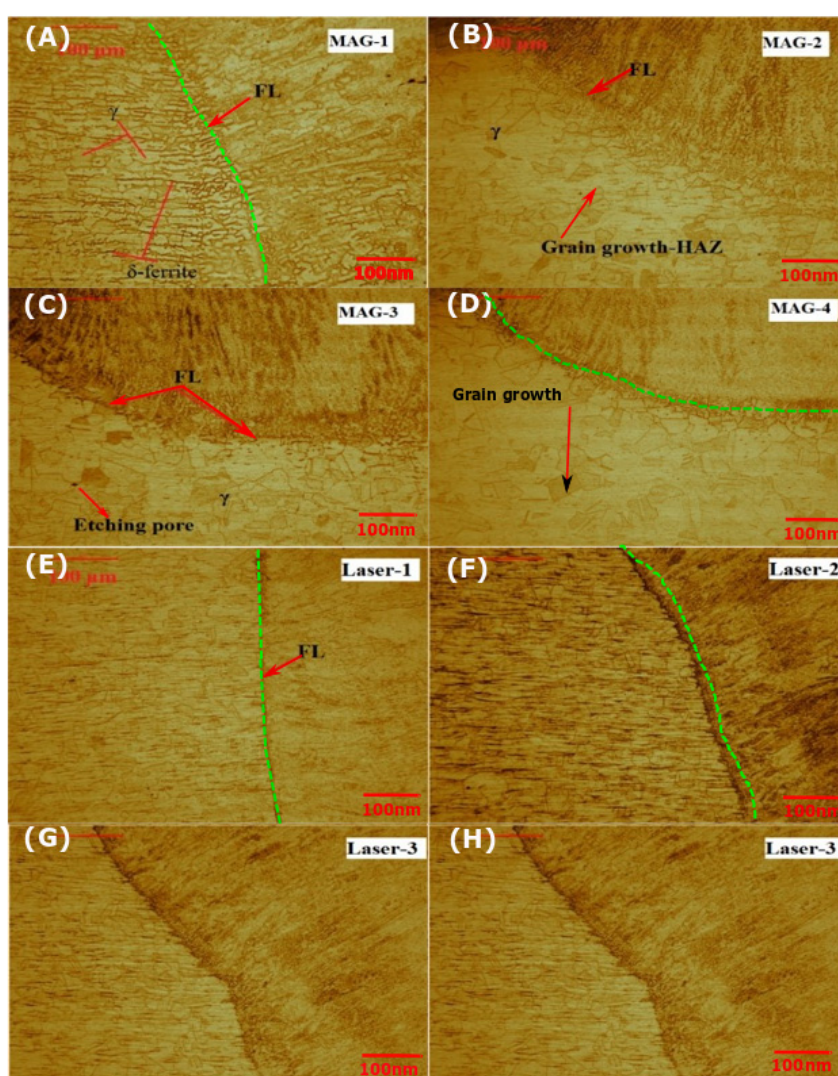 (A)
MAG-1
100 µm
FL
γ
δ-ferrite
100nm
(B)
MAG-2
FL
γ
Grain growth-HAZ
100nm
(C)
MAG-3
FL
γ
Etching pore
100nm
(D)
MAG-4
Grain growth
100nm
(E)
Laser-1
100 µm
FL
100nm
(F)
Laser-2
100nm
(G)
Laser-3
100nm
(H)
Laser-3
100nm